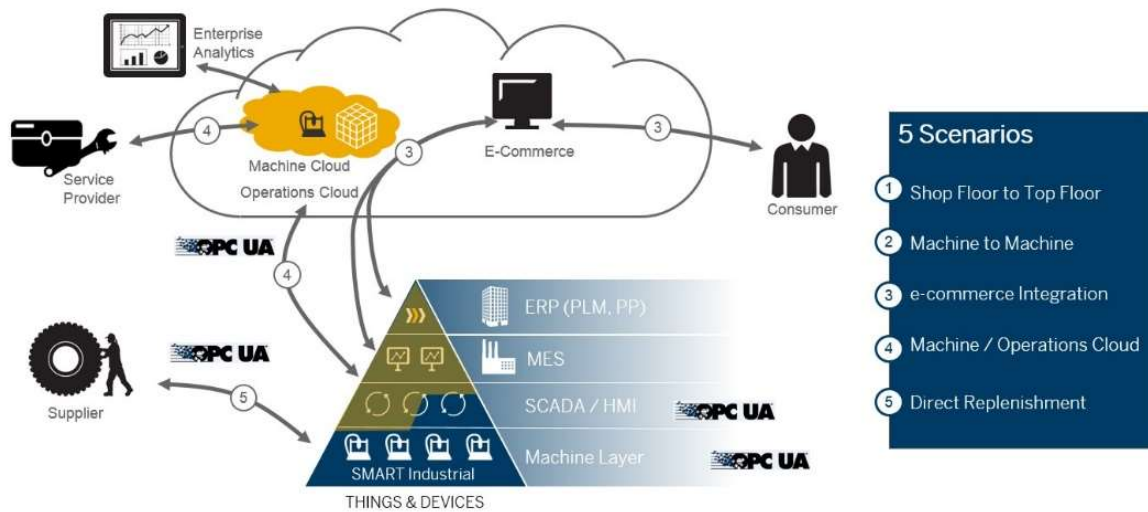 Enterprise
Analytics
4
Service
Provider
Machine Cloud
Operations Cloud
3
E-Commerce
3
Consumer
OPC UA
4
OPC UA
Supplier
5
ERP (PLM, PP)
MES
SCADA / HMI
OPC UA
Machine Layer
OPC UA
SMART Industrial
THINGS & DEVICES
5 Scenarios
1 Shop Floor to Top Floor
2 Machine to Machine
3 e-commerce Integration
4 Machine / Operations Cloud
5 Direct Replenishment